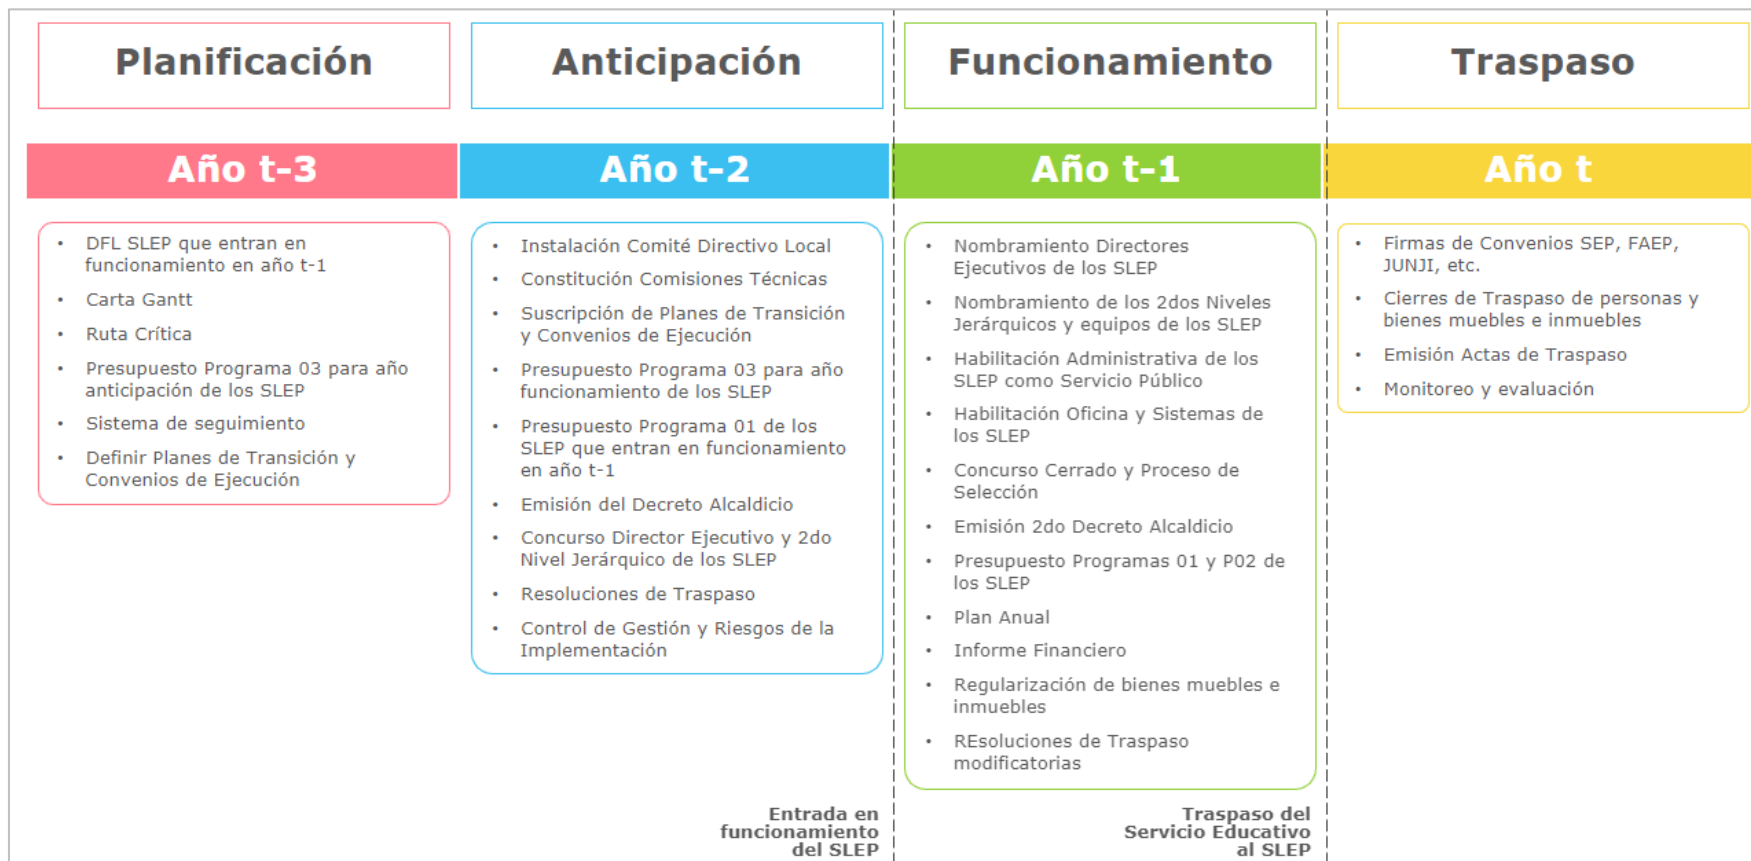 Planificación
Año t-3
• DFL SLEP que entran en
funcionamiento en año t-1
• Carta Gantt
• Ruta Crítica
• Presupuesto Programa 03 para año
anticipación de los SLEP
• Sistema de seguimiento
• Definir Planes de Transición y
Convenios de Ejecución
Anticipación
Año t-2
• Instalación Comité Directivo Local
• Constitución Comisiones Técnicas
• Suscripción de Planes de Transición
y Convenios de Ejecución
• Presupuesto Programa 03 para año
funcionamiento de los SLEP
• Presupuesto Programa 01 de los
SLEP que entran en funcionamiento
en año t-1
• Emisión del Decreto Alcaldicio
• Concurso Director Ejecutivo y 2do
Nivel Jerárquico de los SLEP
• Resoluciones de Traspaso
• Control de Gestión y Riesgos de la
Implementación
Entrada en
funcionamiento
del SLEP
Funcionamiento
Año t-1
• Nombramiento Directores
Ejecutivos de los SLEP
• Nombramiento de los 2dos Niveles
Jerárquicos y equipos de los SLEP
• Habilitación Administrativa de los
SLEP como Servicio Público
• Habilitación Oficina y Sistemas de
los SLEP
• Concurso Cerrado y Proceso de
Selección
• Emisión 2do Decreto Alcaldicio
• Presupuesto Programas 01 y P02 de
los SLEP
• Plan Anual
• Informe Financiero
• Regularización de bienes muebles e
inmuebles
• REsoluciones de Traspaso
modificatorias
Traspaso del
Servicio Educativo
al SLEP
Traspaso
Año t
• Firmas de Convenios SEP, FAEP,
JUNJI, etc.
• Cierres de Traspaso de personas y
bienes muebles e inmuebles
• Emisión Actas de Traspaso
• Monitoreo y evaluación